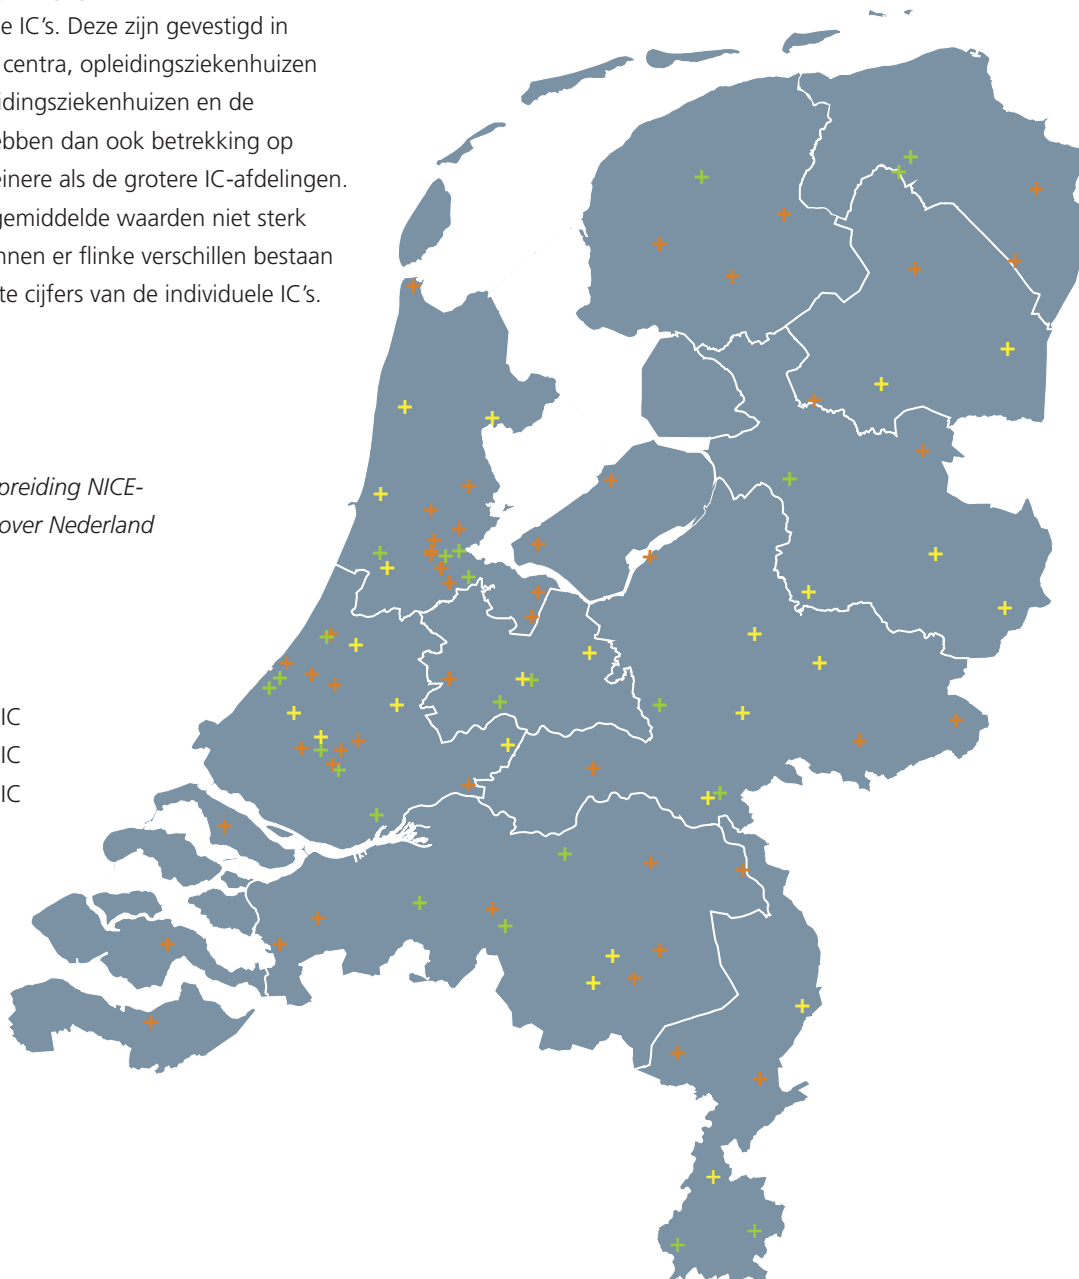 e IC’s. Deze zijn gevestigd in
centra, opleidingsziekenhuizen
idingsziekenhuizen en de
ebben dan ook betrekking op
einere als de grotere IC-afdelingen.
gemiddelde waarden niet sterk
nnen er flinke verschillen bestaan
te cijfers van de individuele IC’s.
preiding NICE-
over Nederland
IC
IC
IC